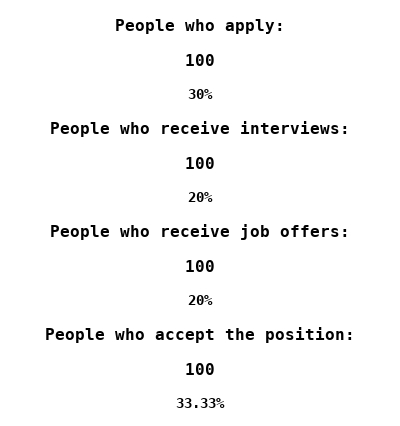 People who apply:
100
30%
People who receive interviews:
100
20%
People who receive job offers:
100
20%
People who accept the position:
100
33.33%